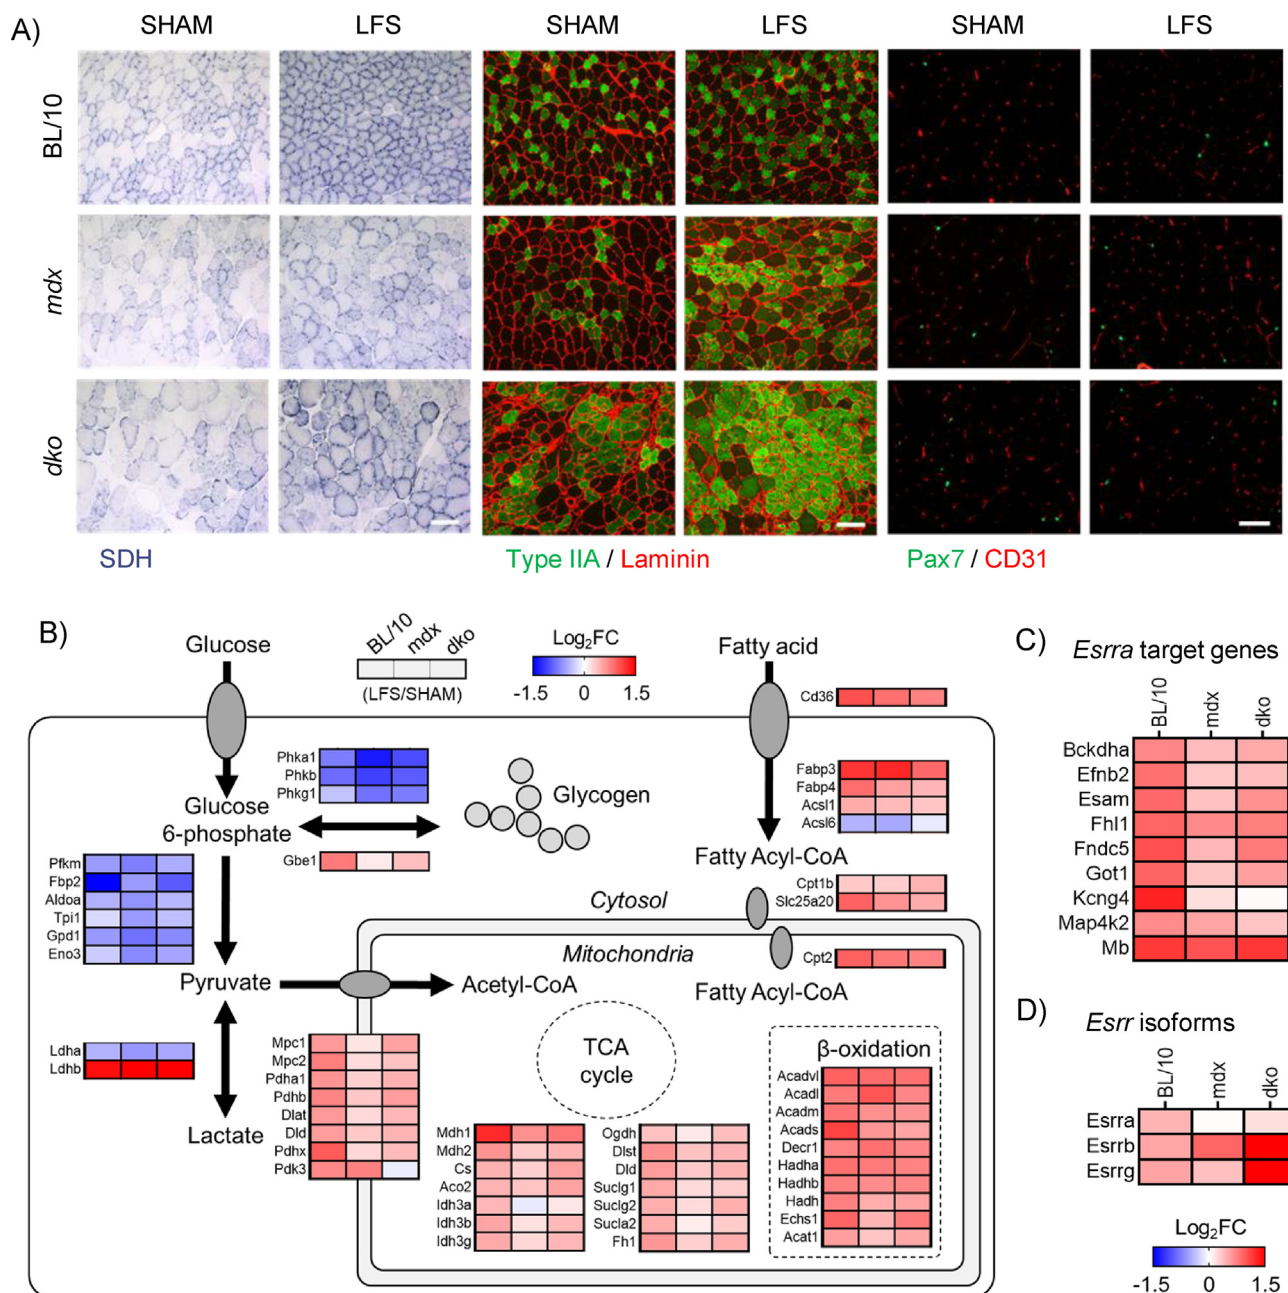 A)
SHAM LFS SHAM LFS SHAM LFS
BL/10
mdx
dko
SDH
Type IIA / Laminin
Pax7 / CD31
B)
Glucose
BL/10 mdx dko
(LFS/SHAM)
Log2FC
-1.5 0 1.5
Fatty acid
Cd36
Phka1
Phkb
Phkg1
Glycogen
Glucose
6-phosphate
Gbe1
Fabp3
Fabp4
Acsl1
Acsl6
Fatty Acyl-CoA
Pfkm
Fbp2
Aldoa
Tpi1
Gpd1
Eno3
Cpt1b
Slc25a20
Cytosol
Mitochondria
Cpt2
Pyruvate
Acetyl-CoA
Fatty Acyl-CoA
Ldha
Ldhb
Lactate
Mpc1
Mpc2
Pdha1
Pdhb
Dlat
Dld
Pdhx
Pdk3
TCA
cycle
Mdh1
Mdh2
Cs
Aco2
Idh3a
Idh3b
Idh3g
Ogdh
Dlst
Dld
Suclg1
Suclg2
Sucla2
Fh1
β-oxidation
Acadvl
Acadl
Acadm
Acads
Decr1
Hadha
Hadhb
Hadh
Echs1
Acat1
C)
Esrra target genes
BL/10 mdx dko
Bckdha
Efnb2
Esam
Fhl1
Fndc5
Got1
Kcng4
Map4k2
Mb
D)
Esrr isoforms
BL/10 mdx dko
Esrra
Esrrb
Esrrg
Log2FC
-1.5 0 1.5